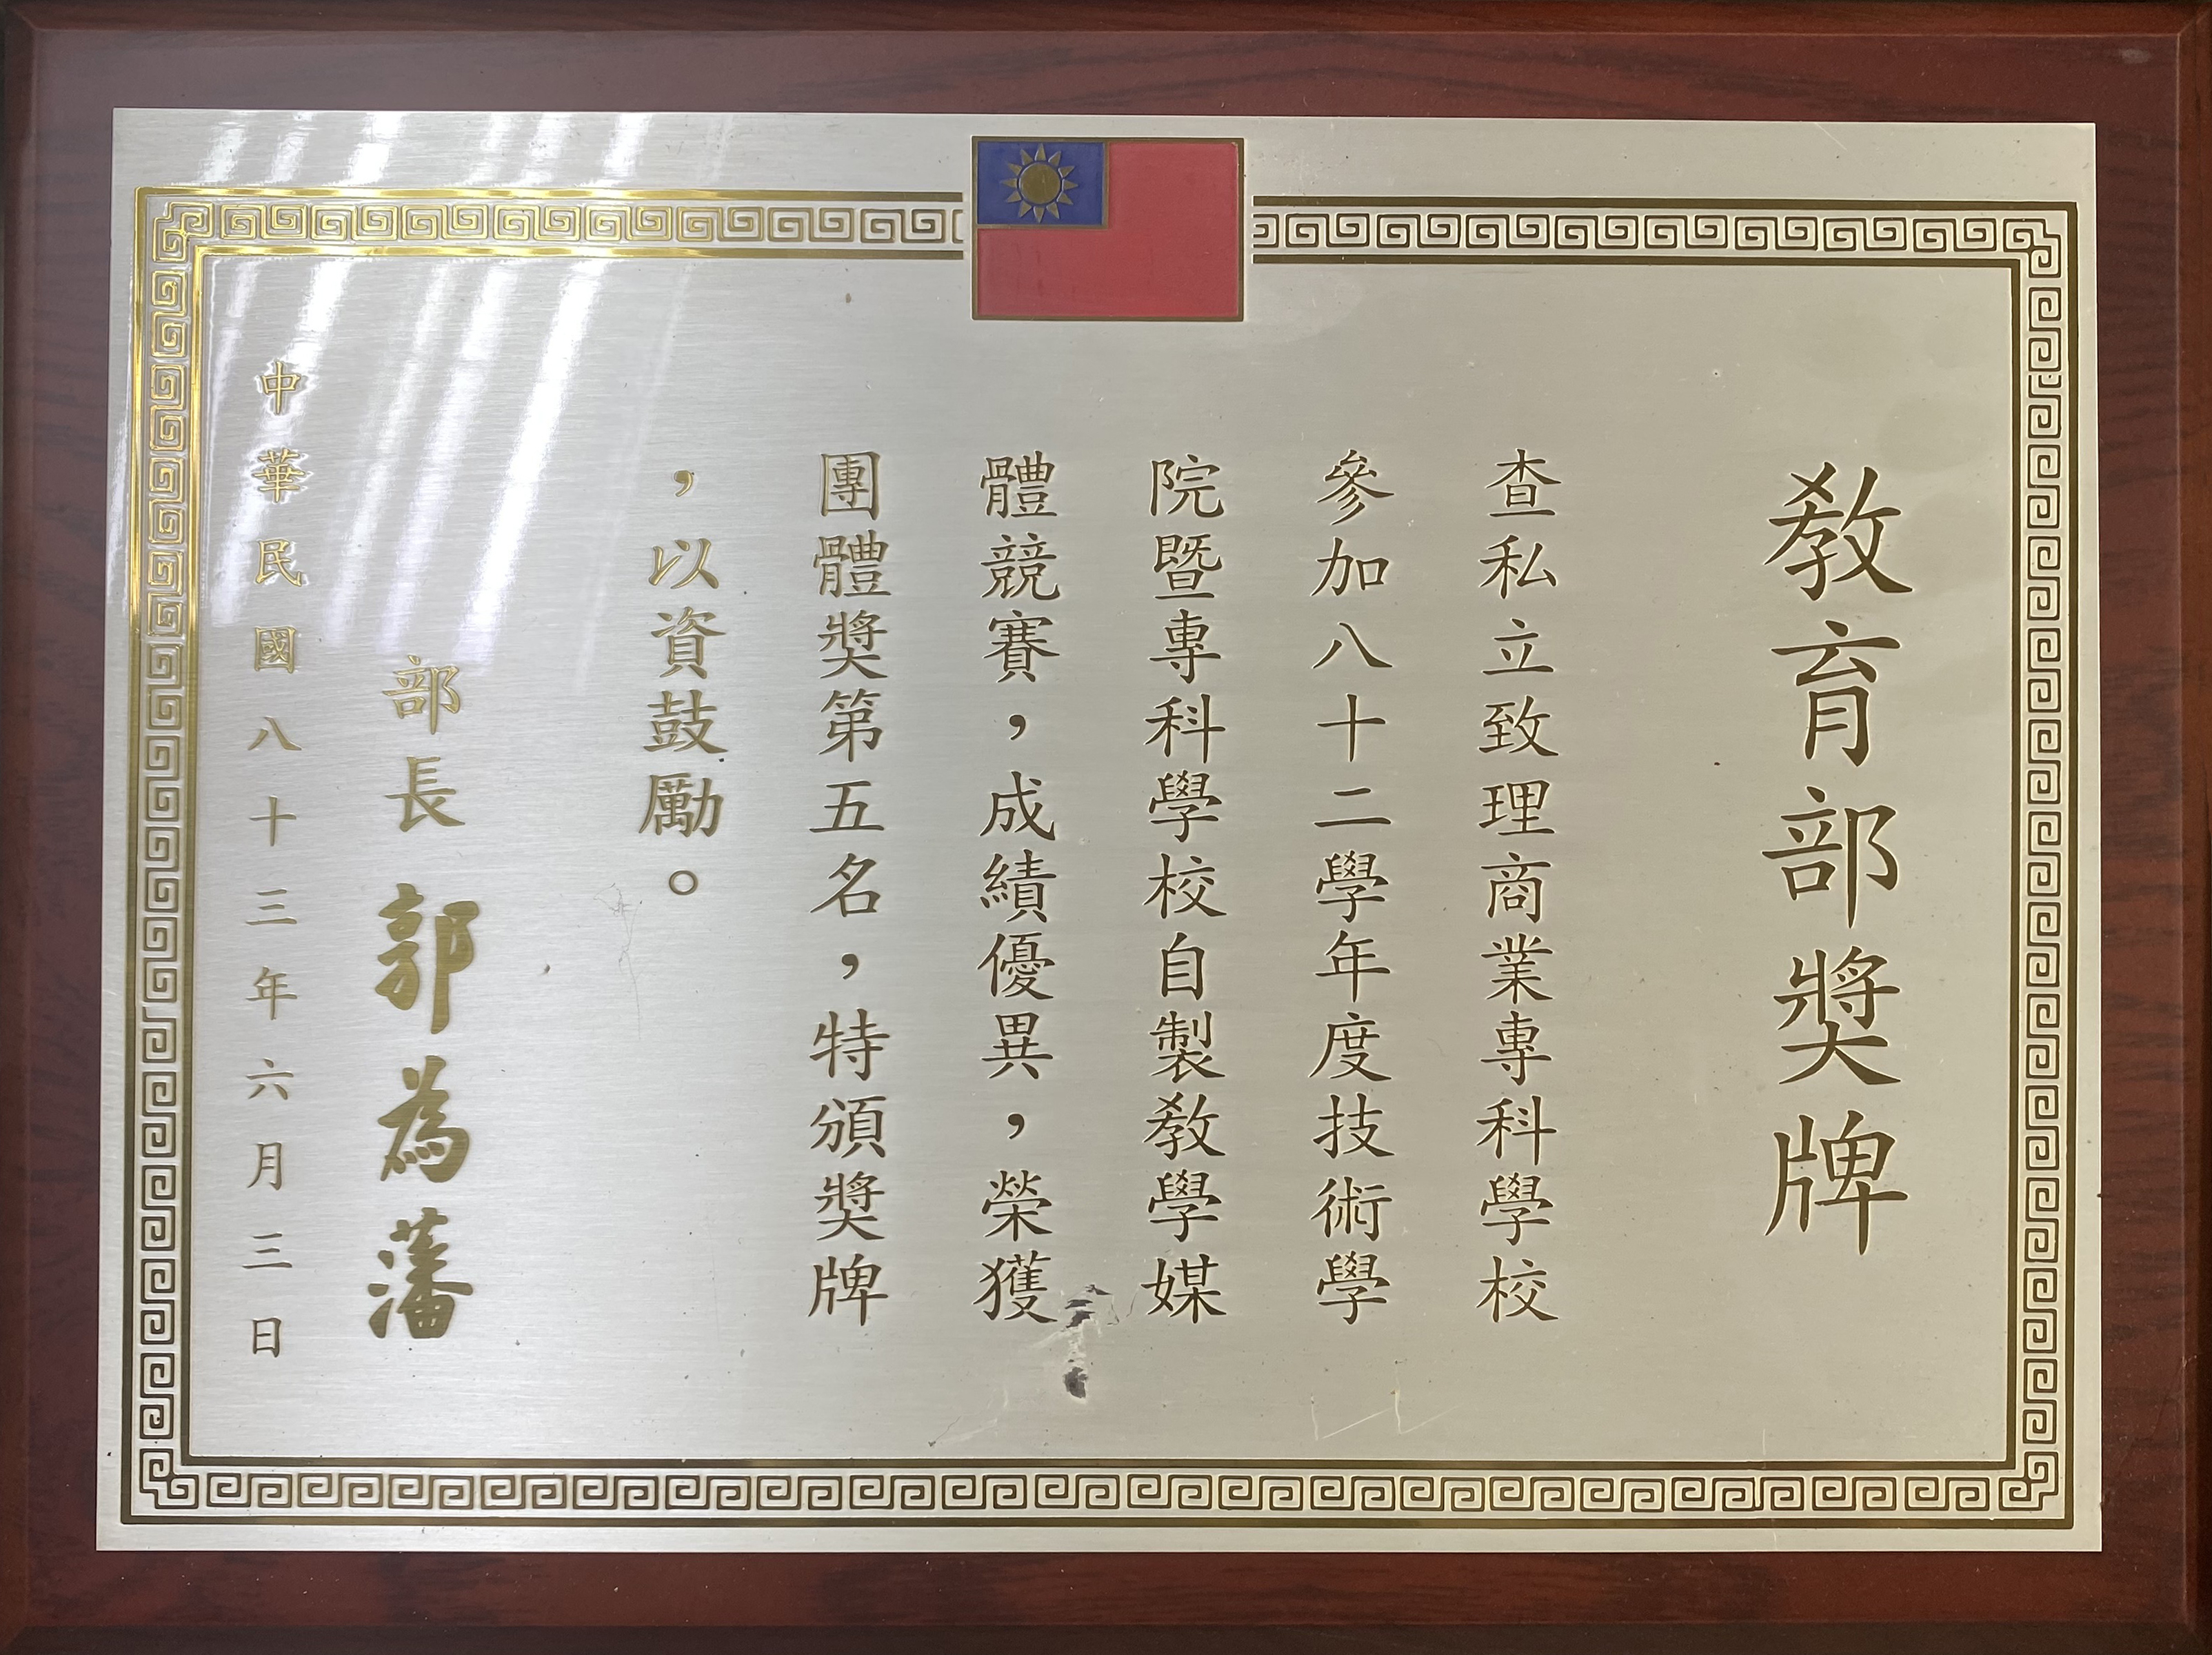 教育部獎牌
查私立致理商業專科學校
參加八十二學年度技術學
院暨專科學校自製教學媒
體競賽，成績優異，榮獲
團體獎第五名，特頒獎牌
，以資鼓勵。
部長 郭為藩
中華民國八十三年六月三日